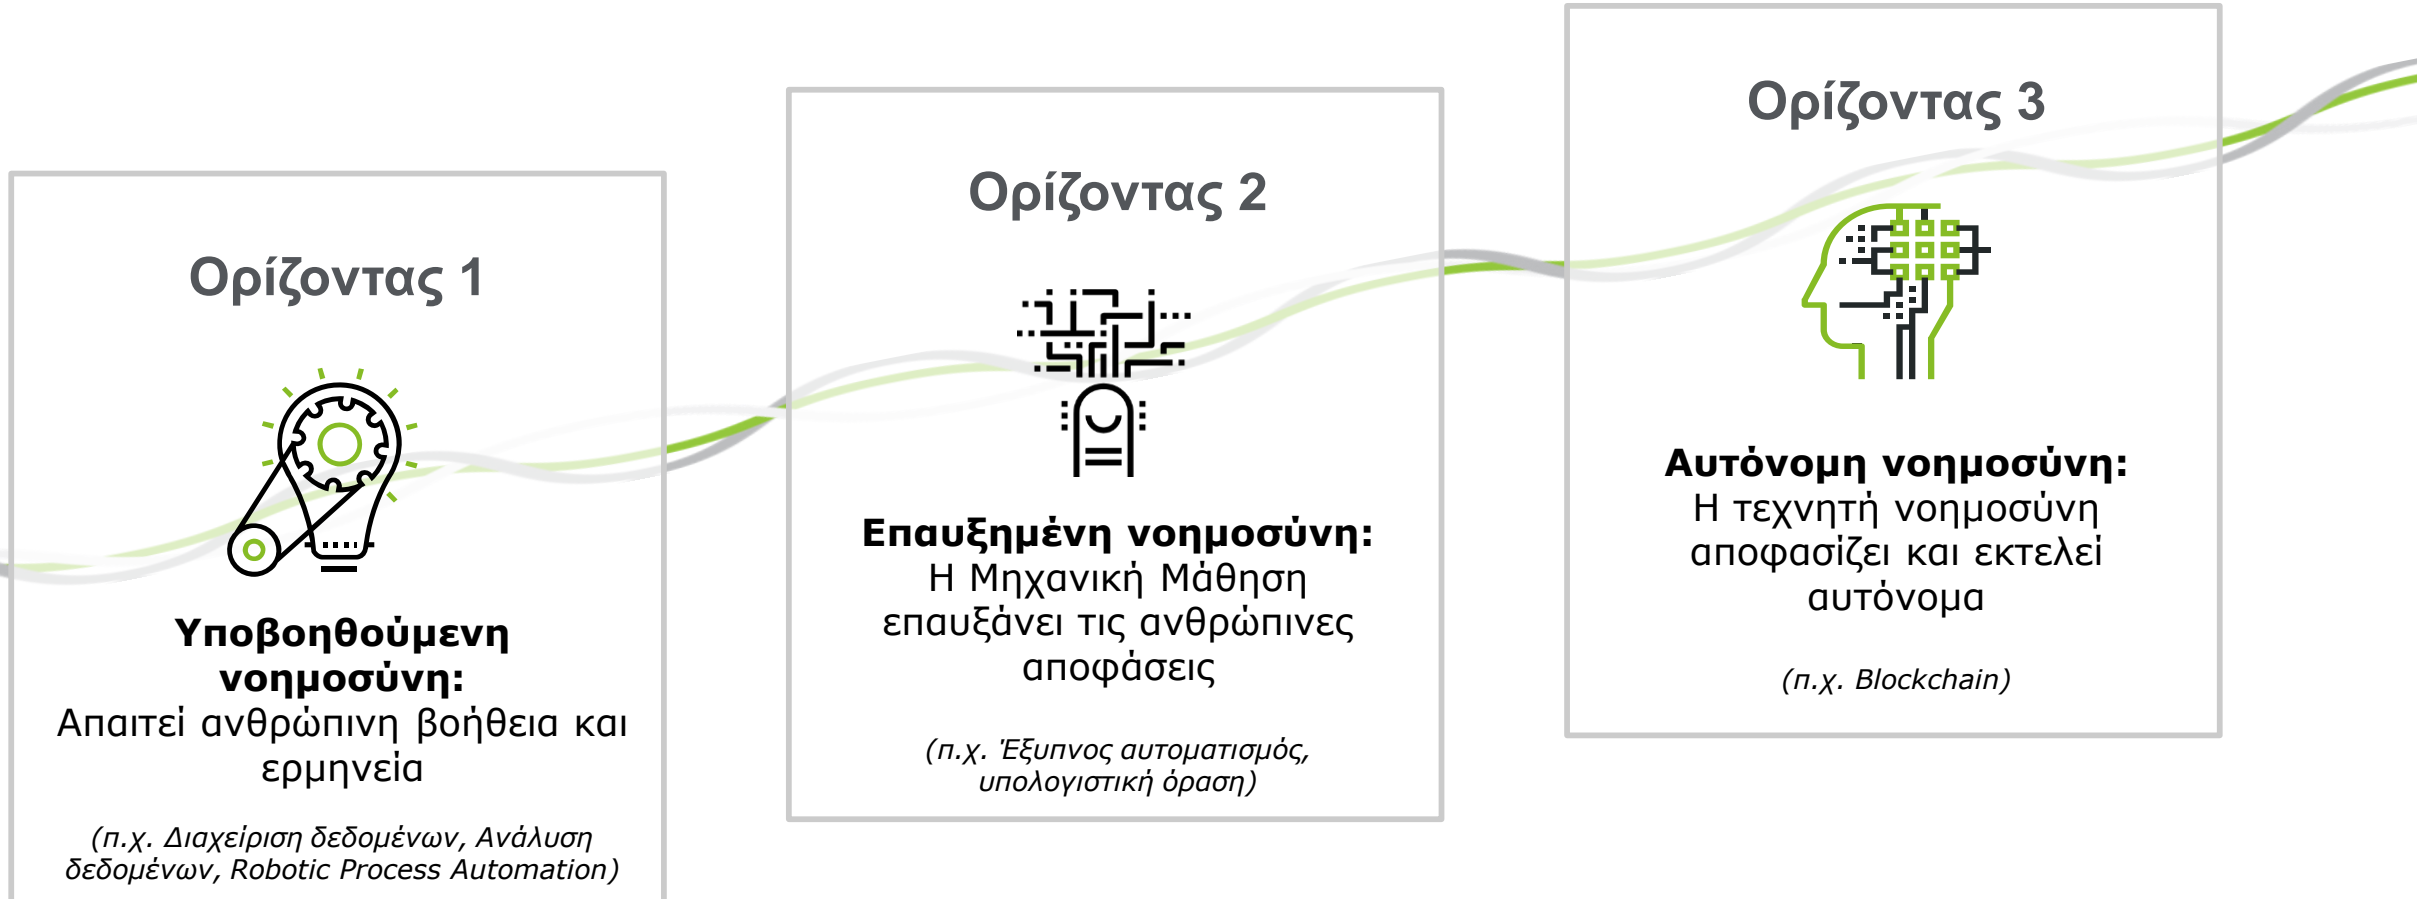 Ορίζοντας 1
Υποβοηθούμενη
νοημοσύνη:
Απαιτεί ανθρώπινη βοήθεια και
ερμηνεία
(π.χ. Διαχείριση δεδομένων, Ανάλυση
δεδομένων, Robotic Process Automation)
Ορίζοντας 2
Επαυξημένη νοημοσύνη:
Η Μηχανική Μάθηση
επαυξάνει τις ανθρώπινες
αποφάσεις
(π.χ. Έξυπνος αυτοματισμός,
υπολογιστική όραση)
Ορίζοντας 3
Αυτόνομη νοημοσύνη:
Η τεχνητή νοημοσύνη
αποφασίζει και εκτελεί
αυτόνομα
(π.χ. Blockchain)